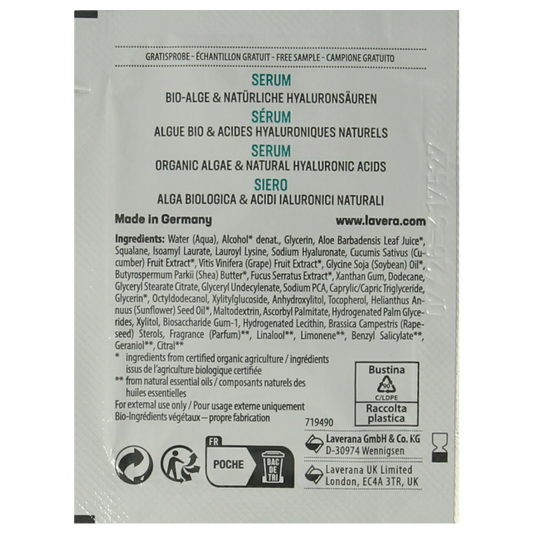 GRATISPROBE - ÉCHANTILLON GRATUIT - FREE SAMPLE - CAMPIONE GRATUITO
SERUM
BIO-ALGE & NATÜRLICHE HYALURONSÄUREN
SÉRUM
ALGUE BIO & ACIDES HYALURONIQUES NATURELS
SERUM
ORGANIC ALGAE & NATURAL HYALURONIC ACIDS
SIERO
ALGA BIOLOGICA & ACIDI IALURONICI NATURALI
Made in Germany
www.lavera.com
Ingredients: Water (Aqua), Alcohol* denat., Glycerin, Aloe Barbadensis Leaf Juice*,
Squalane, Isoamyl Laurate, Lauroyl Lysine, Sodium Hyaluronate, Cucumis Sativus (Cu-
cumber) Fruit Extract*, Vitis Vinifera (Grape) Fruit Extract*, Glycine Soja (Soybean) Oil*,
Butyrospermum Parkii (Shea) Butter*, Fucus Serratus Extract*, Xanthan Gum, Dodecane,
Glyceryl Stearate Citrate, Glyceryl Undecylenate, Sodium PCA, Caprylic/Capric Triglyceride,
Glycerin*, Octyldodecanol, Xylitylglucoside, Anhydroxylitol, Tocopherol, Helianthus An-
nuus (Sunflower) Seed Oil*, Maltodextrin, Ascorbyl Palmitate, Hydrogenated Palm Glyce-
rides, Xylitol, Biosaccharide Gum-1, Hydrogenated Lecithin, Brassica Campestris (Rape-
seed) Sterols, Fragrance (Parfum)**, Linalool**, Limonene**, Benzyl Salicylate**,
Geraniol**, Citral**
* ingredients from certified organic agriculture / ingrédients
issus de l'agriculture biologique certifiée
** from natural essential oils / composants naturels des
huiles essentielles
For external use only / Pour usage externe uniquement
Bio-Ingrédients végétaux – propre fabrication
719490
Bustina
90
C/LDPE
Raccolta
plastica
FR
POCHE
BAC
DE
TRI
Laverana GmbH & Co. KG
D-30974 Wennigsen
Laverana UK Limited
London, EC4A 3TR, UK